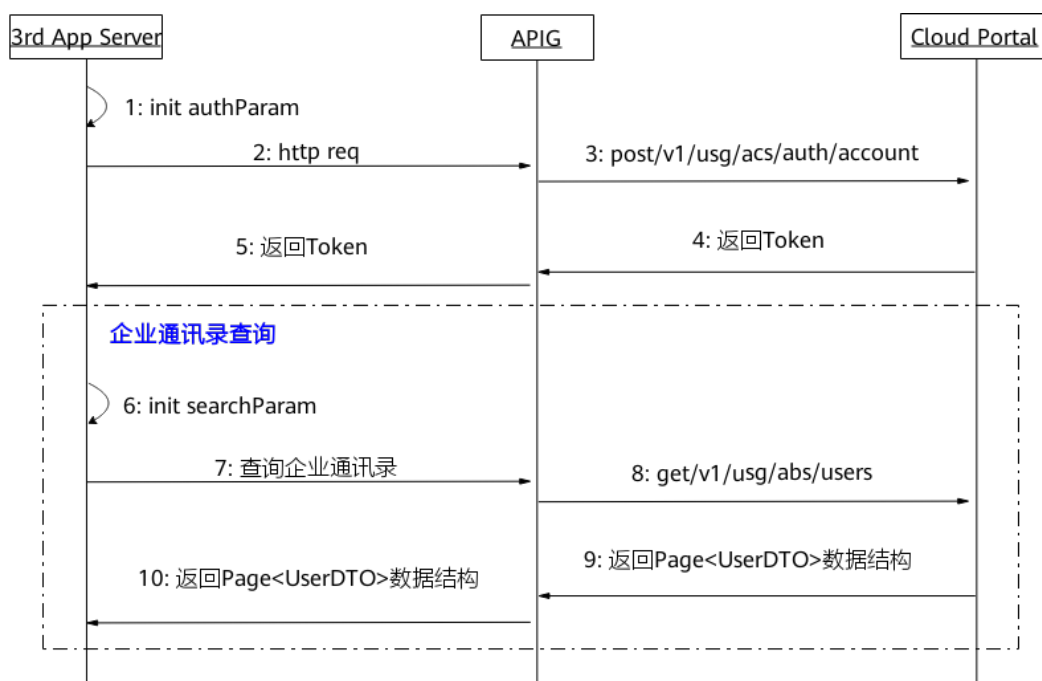 3rd App Server
APIG
Cloud Portal
1: init authParam
2: http req
3: post/v1/usg/acs/auth/account
4: 返回Token
5: 返回Token
企业通讯录查询
6: init searchParam
7: 查询企业通讯录
8: get/v1/usg/abs/users
9: 返回Page<UserDTO>数据结构
10: 返回Page<UserDTO>数据结构